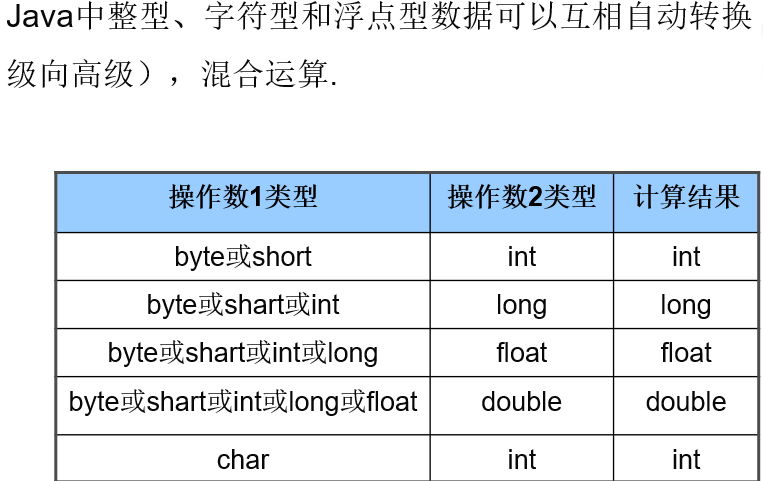 Java中整型、字符型和浮点型数据可以互相自动转换
级向高级），混合运算.
操作数1类型 操作数2类型 计算结果
byte或short int int
byte或shart或int long long
byte或shart或int或long float float
byte或shart或int或long或float double double
char int int